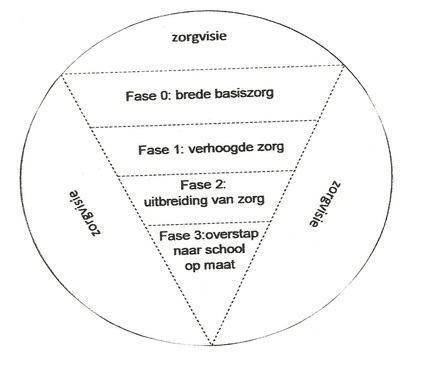 zorgvisie
Fase 0: brede basiszorg
Fase 1: verhoogde zorg
Fase 2:
uitbreiding van zorg
zorgvisie
zorgvisie
Fase 3:overstap
naar school
op maat